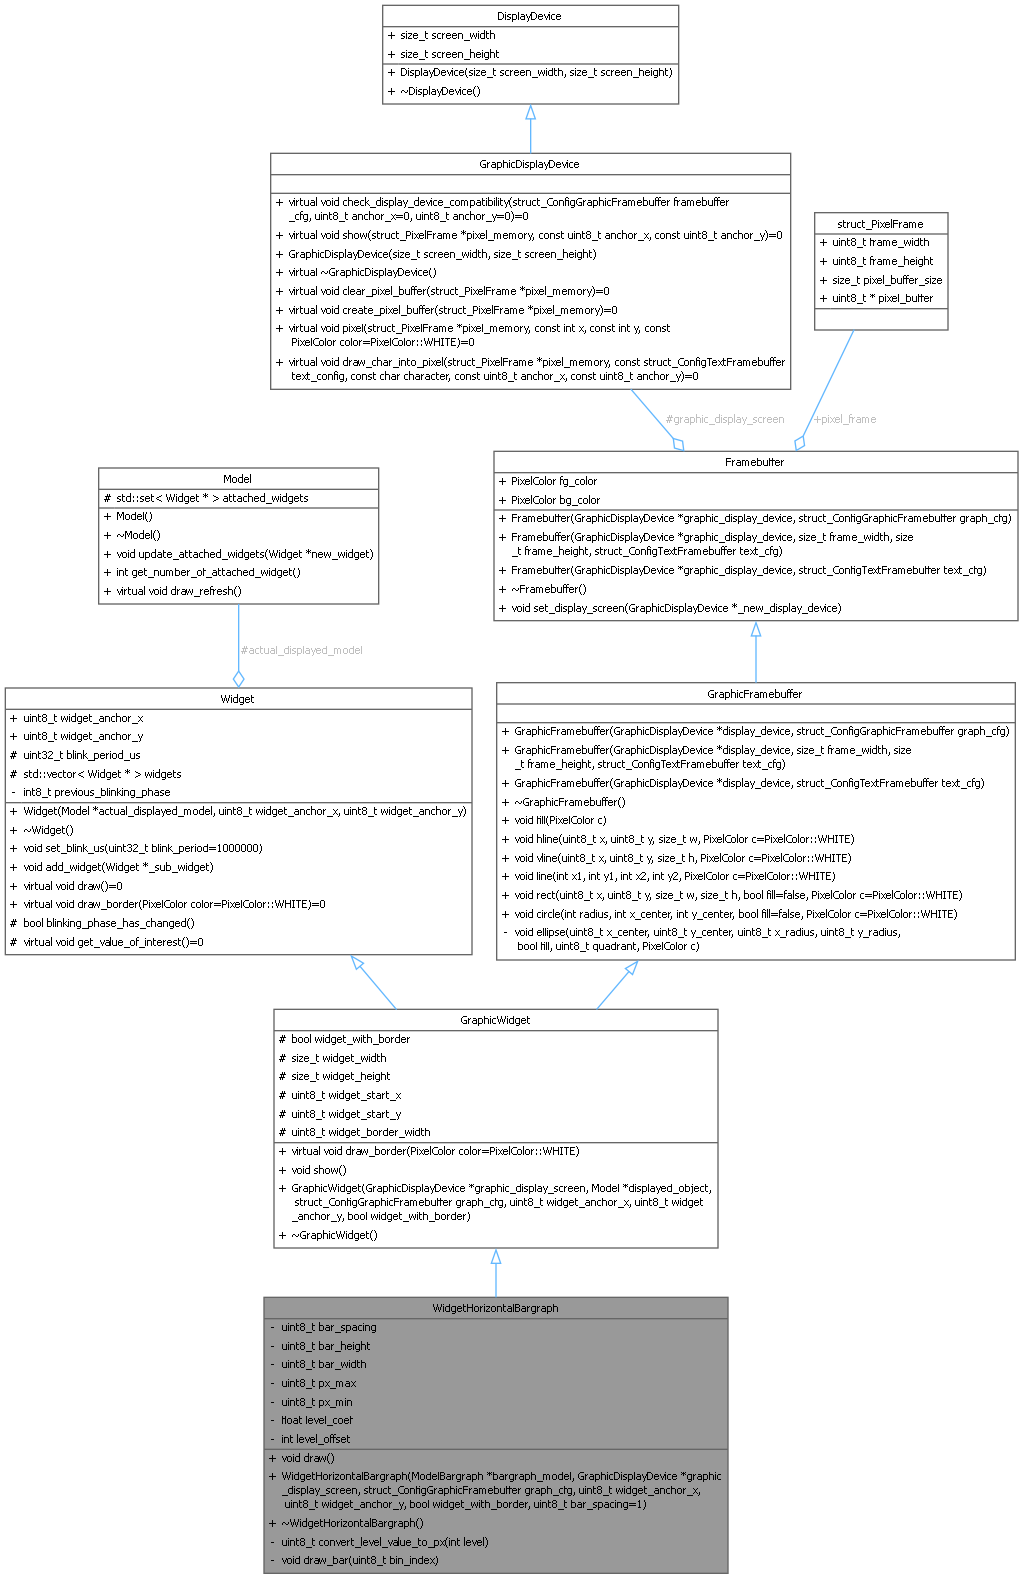 DisplayDevice
+ size_t screen_width
+ size_t screen_height
+ DisplayDevice(size_t screen_width, size_t screen_height)
+ ~DisplayDevice()
GraphicDisplayDevice
+ virtual void check_display_device_compatibility(struct_ConfigGraphicFramebuffer framebuffer
_cfg, uint8_t anchor_x=0, uint8_t anchor_y=0)=0
+ virtual void show(struct_PixelFrame *pixel_memory, const uint8_t anchor_x, const uint8_t anchor_y)=0
+ GraphicDisplayDevice(size_t screen_width, size_t screen_height)
+ virtual ~GraphicDisplayDevice()
+ virtual void clear_pixel_buffer(struct_PixelFrame *pixel_memory)=0
+ virtual void create_pixel_buffer(struct_PixelFrame *pixel_memory)=0
+ virtual void pixel(struct_PixelFrame *pixel_memory, const int x, const int y, const
PixelColor color=PixelColor::WHITE)=0
+ virtual void draw_char_into_pixel(struct_PixelFrame *pixel_memory, const struct_ConfigTextFramebuffer
text_config, const char character, const uint8_t anchor_x, const uint8_t anchor_y)=0
struct_PixelFrame
+ uint8_t frame_width
+ uint8_t frame_height
+ size_t pixel_buffer_size
+ uint8_t * pixel_buffer
#graphic_display_screen
+pixel_frame
Framebuffer
+ PixelColor fg_color
+ PixelColor bg_color
+ Framebuffer(GraphicDisplayDevice *graphic_display_device, struct_ConfigGraphicFramebuffer graph_cfg)
+ Framebuffer(GraphicDisplayDevice *graphic_display_device, size_t frame_width, size
_t frame_height, struct_ConfigTextFramebuffer text_cfg)
+ Framebuffer(GraphicDisplayDevice *graphic_display_device, struct_ConfigTextFramebuffer text_cfg)
+ ~Framebuffer()
+ void set_display_screen(GraphicDisplayDevice *_new_display_device)
Model
# std::set< Widget * > attached_widgets
+ Model()
+ ~Model()
+ void update_attached_widgets(Widget *new_widget)
+ int get_number_of_attached_widget()
+ virtual void draw_refresh()
#actual_displayed_model
Widget
+ uint8_t widget_anchor_x
+ uint8_t widget_anchor_y
# uint32_t blink_period_us
# std::vector< Widget * > widgets
- int8_t previous_blinking_phase
+ Widget(Model *actual_displayed_model, uint8_t widget_anchor_x, uint8_t widget_anchor_y)
+ ~Widget()
+ void set_blink_us(uint32_t blink_period=1000000)
+ void add_widget(Widget *_sub_widget)
+ virtual void draw()=0
+ virtual void draw_border(PixelColor color=PixelColor::WHITE)=0
# bool blinking_phase_has_changed()
# virtual void get_value_of_interest()=0
GraphicFramebuffer
+ GraphicFramebuffer(GraphicDisplayDevice *display_device, struct_ConfigGraphicFramebuffer graph_cfg)
+ GraphicFramebuffer(GraphicDisplayDevice *display_device, size_t frame_width, size
_t frame_height, struct_ConfigTextFramebuffer text_cfg)
+ GraphicFramebuffer(GraphicDisplayDevice *display_device, struct_ConfigTextFramebuffer text_cfg)
+ ~GraphicFramebuffer()
+ void fill(PixelColor c)
+ void hline(uint8_t x, uint8_t y, size_t w, PixelColor c=PixelColor::WHITE)
+ void vline(uint8_t x, uint8_t y, size_t h, PixelColor c=PixelColor::WHITE)
+ void line(int x1, int y1, int x2, int y2, PixelColor c=PixelColor::WHITE)
+ void rect(uint8_t x, uint8_t y, size_t w, size_t h, bool fill=false, PixelColor c=PixelColor::WHITE)
+ void circle(int radius, int x_center, int y_center, bool fill=false, PixelColor c=PixelColor::WHITE)
- void ellipse(uint8_t x_center, uint8_t y_center, uint8_t x_radius, uint8_t y_radius,
bool fill, uint8_t quadrant, PixelColor c)
GraphicWidget
# bool widget_with_border
# size_t widget_width
# size_t widget_height
# uint8_t widget_start_x
# uint8_t widget_start_y
# uint8_t widget_border_width
+ virtual void draw_border(PixelColor color=PixelColor::WHITE)
+ void show()
+ GraphicWidget(GraphicDisplayDevice *graphic_display_screen, Model *displayed_object,
struct_ConfigGraphicFramebuffer graph_cfg, uint8_t widget_anchor_x, uint8_t widget
_anchor_y, bool widget_with_border)
+ ~GraphicWidget()
WidgetHorizontalBargraph
- uint8_t bar_spacing
- uint8_t bar_height
- uint8_t bar_width
- uint8_t px_max
- uint8_t px_min
- float level_coef
- int level_offset
+ void draw()
+ WidgetHorizontalBargraph(ModelBargraph *bargraph_model, GraphicDisplayDevice *graphic
_display_screen, struct_ConfigGraphicFramebuffer graph_cfg, uint8_t widget_anchor_x,
uint8_t widget_anchor_y, bool widget_with_border, uint8_t bar_spacing=1)
+ ~WidgetHorizontalBargraph()
- uint8_t convert_level_value_to_px(int level)
- void draw_bar(uint8_t bin_index)